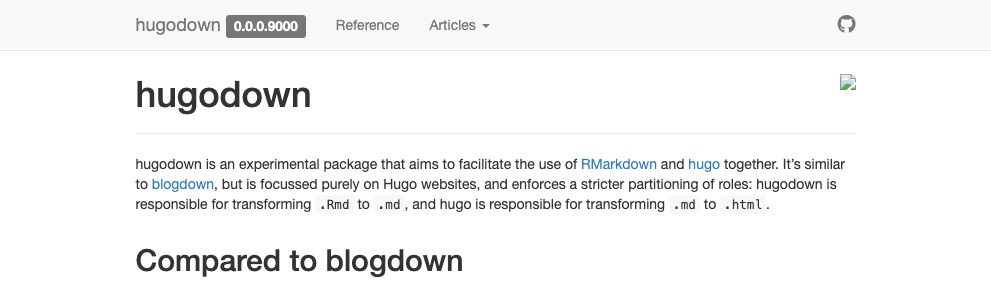 hugodown 0.0.0.9000 Reference Articles
hugodown
hugodown is an experimental package that aims to facilitate the use of RMarkdown and hugo together. It’s similar
to blogdown, but is focussed purely on Hugo websites, and enforces a stricter partitioning of roles: hugodown is
responsible for transforming .Rmd to .md, and hugo is responsible for transforming .md to .html.
Compared to blogdown